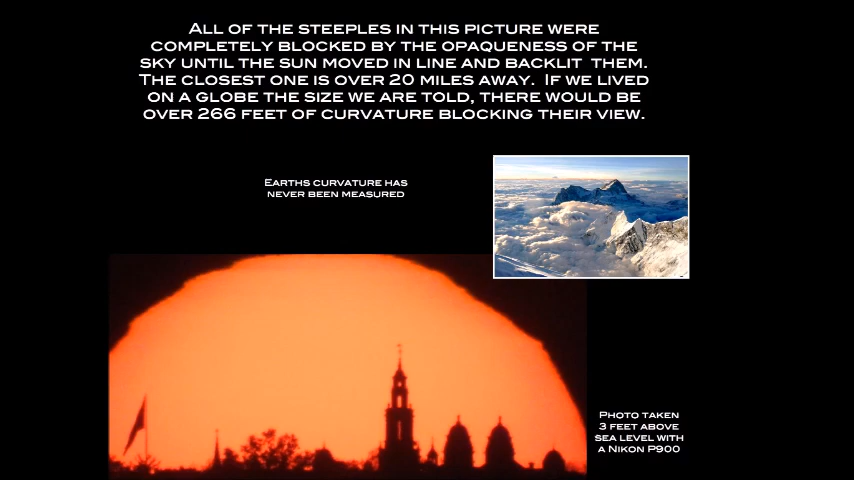 All of the steeples in this picture were
completely blocked by the opaqueness of the
sky until the sun moved in line and backlit them.
The closest one is over 20 miles away. If we lived
on a globe the size we are told, there would be
over 266 feet of curvature blocking their view.
Earths curvature has
never been measured
Photo taken
3 feet above
sea level with
a Nikon P900